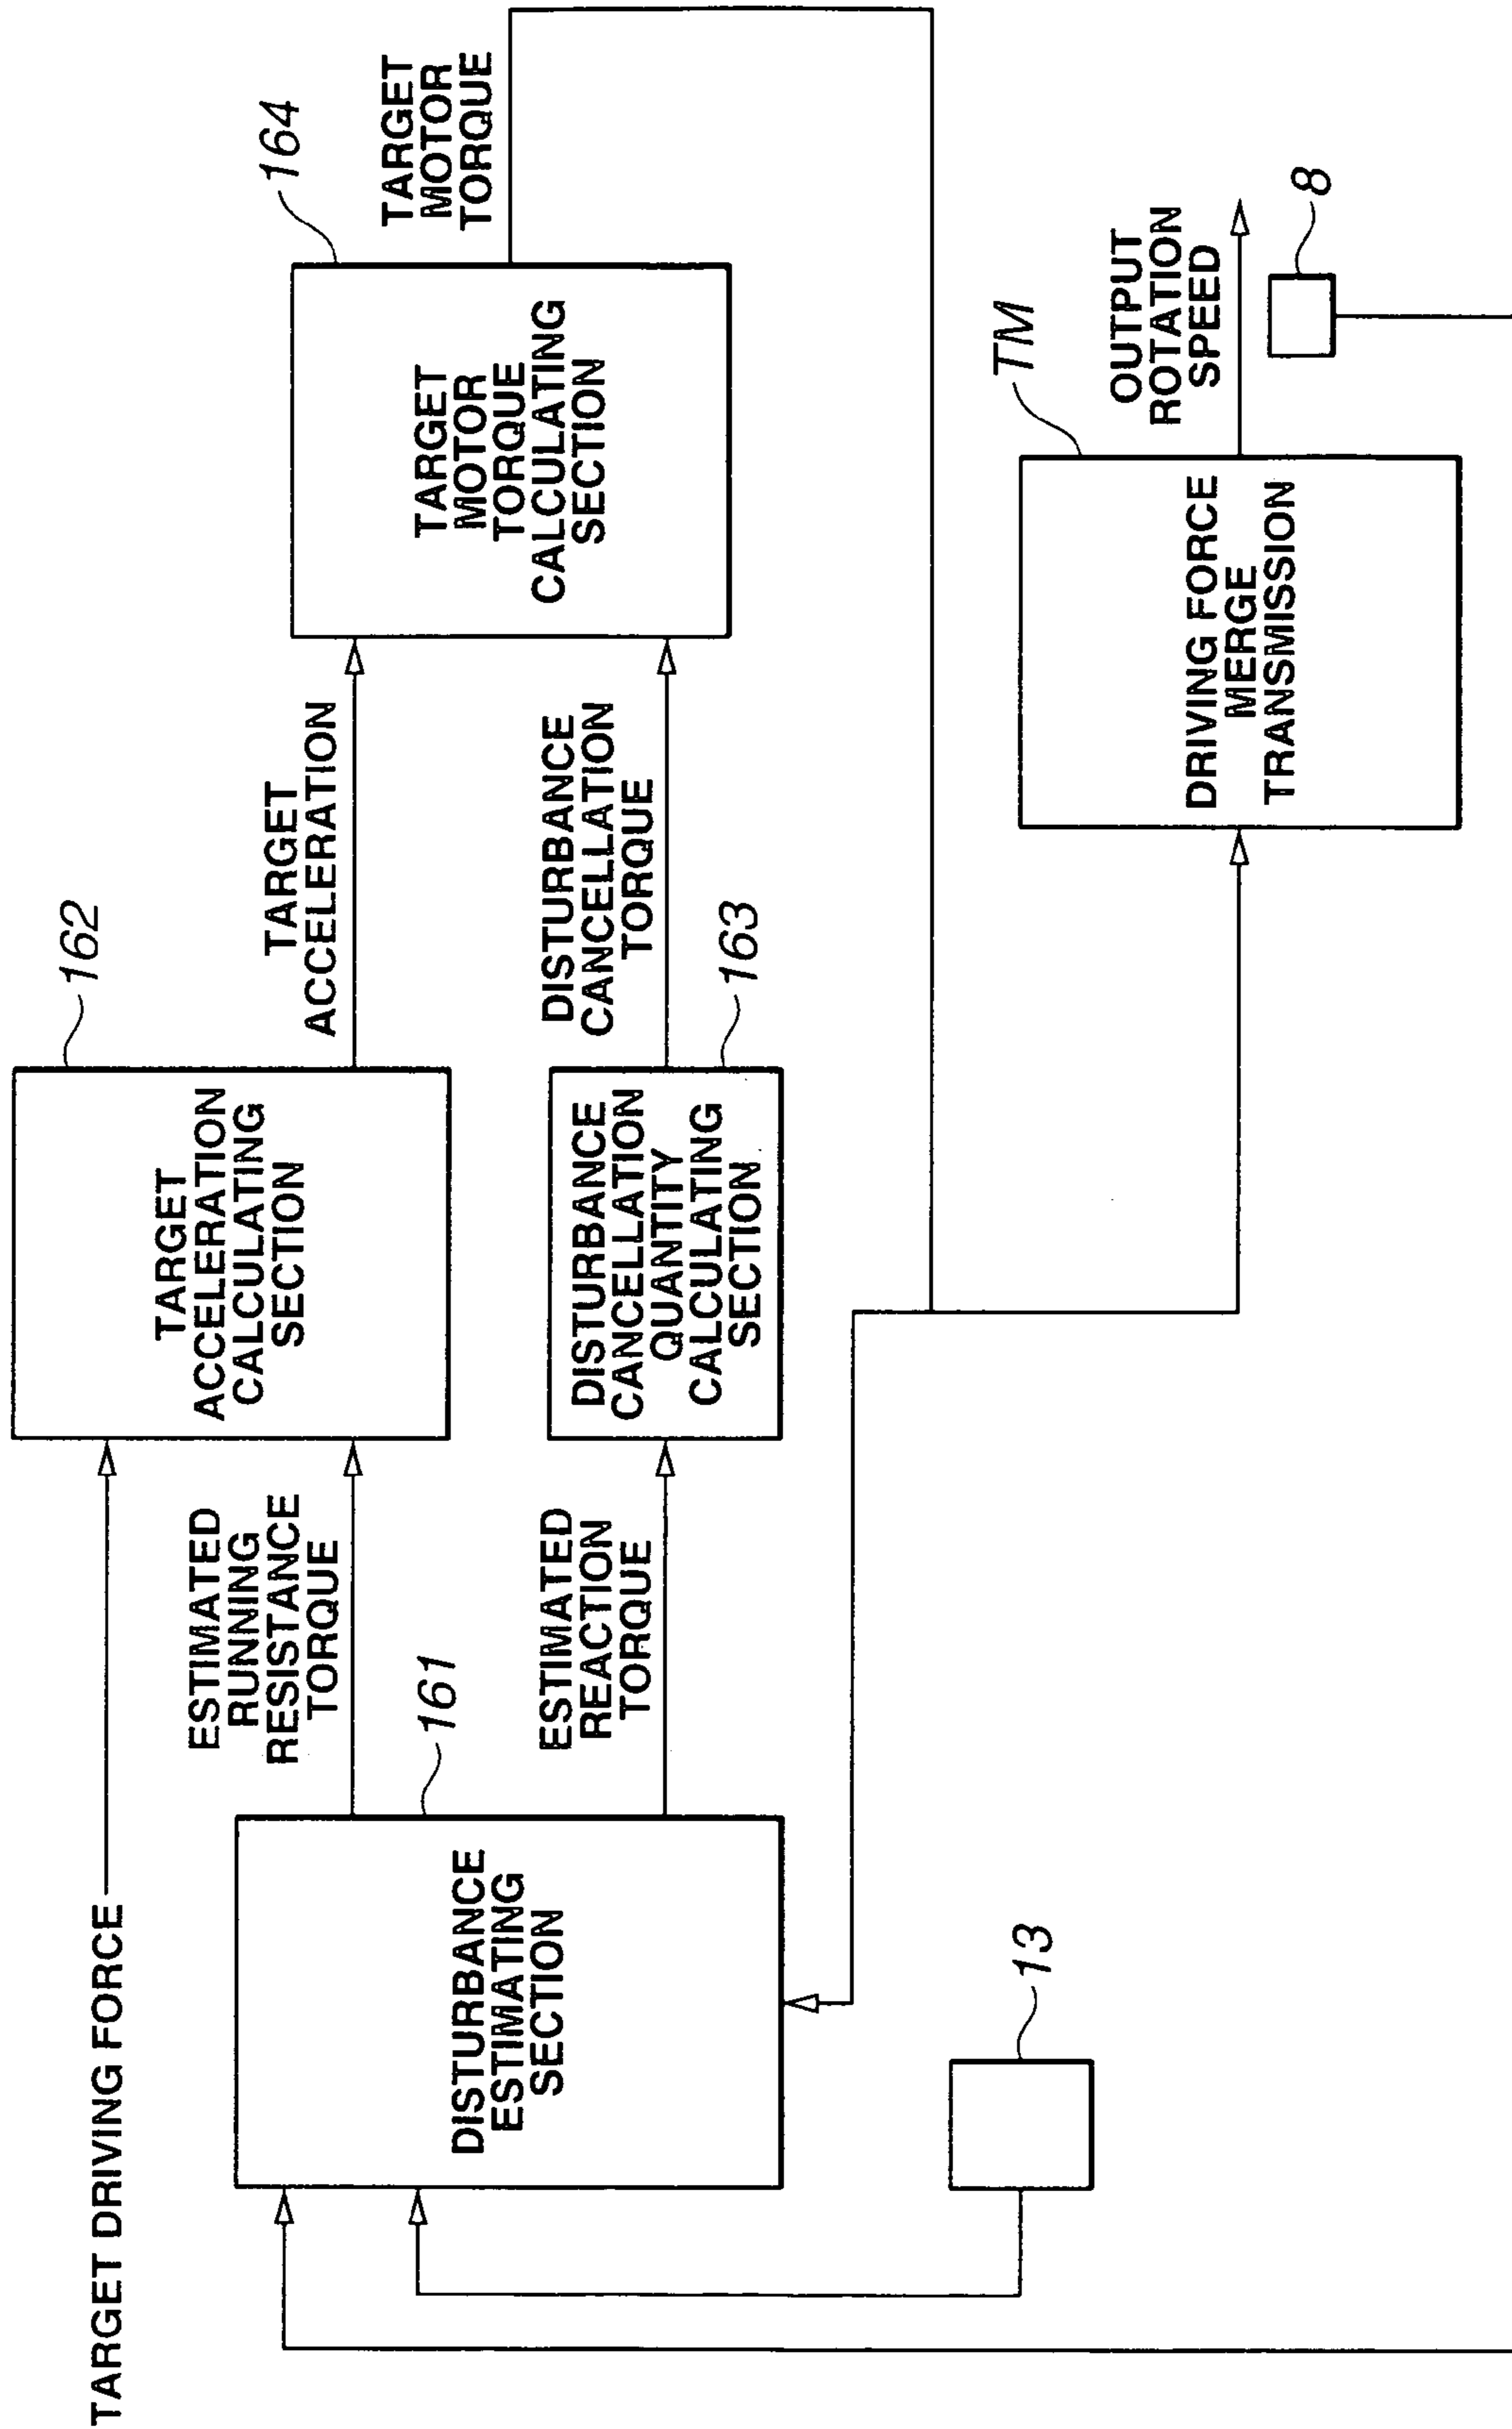 TARGET DRIVING FORCE
162
TARGET
ACCELERATION
CALCULATING
SECTION
ESTIMATED
RUNNING
RESISTANCE
TORQUE
TARGET
ACCELERATION
164
TARGET
MOTOR
TORQUE
CALCULATING
SECTION
TARGET
MOTOR
TORQUE
161
DISTURBANCE
ESTIMATING
SECTION
ESTIMATED
REACTION
TORQUE
DISTURBANCE
CANCELLATION
QUANTITY
CALCULATING
SECTION
163
DISTURBANCE
CANCELLATION
TORQUE
13
TM
DRIVING FORCE
MERGE
TRANSMISSION
OUTPUT
ROTATION
SPEED
8